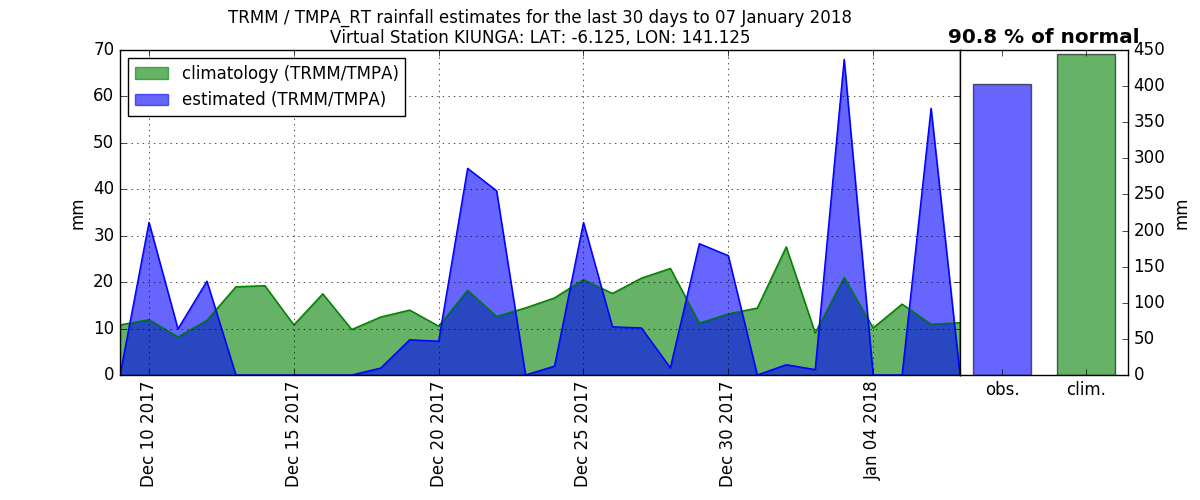 TRMM / TMPA_RT rainfall estimates for the last 30 days to 07 January 2018
Virtual Station KIUNGA: LAT: -6.125, LON: 141.125
90.8 % of normal
climatology (TRMM/TMPA)
estimated (TRMM/TMPA)
70
60
50
40
30
20
10
0
mm
450
400
350
300
250
200
150
100
50
0
mm
obs.
clim.
Dec 10 2017
Dec 15 2017
Dec 20 2017
Dec 25 2017
Dec 30 2017
Jan 04 2018